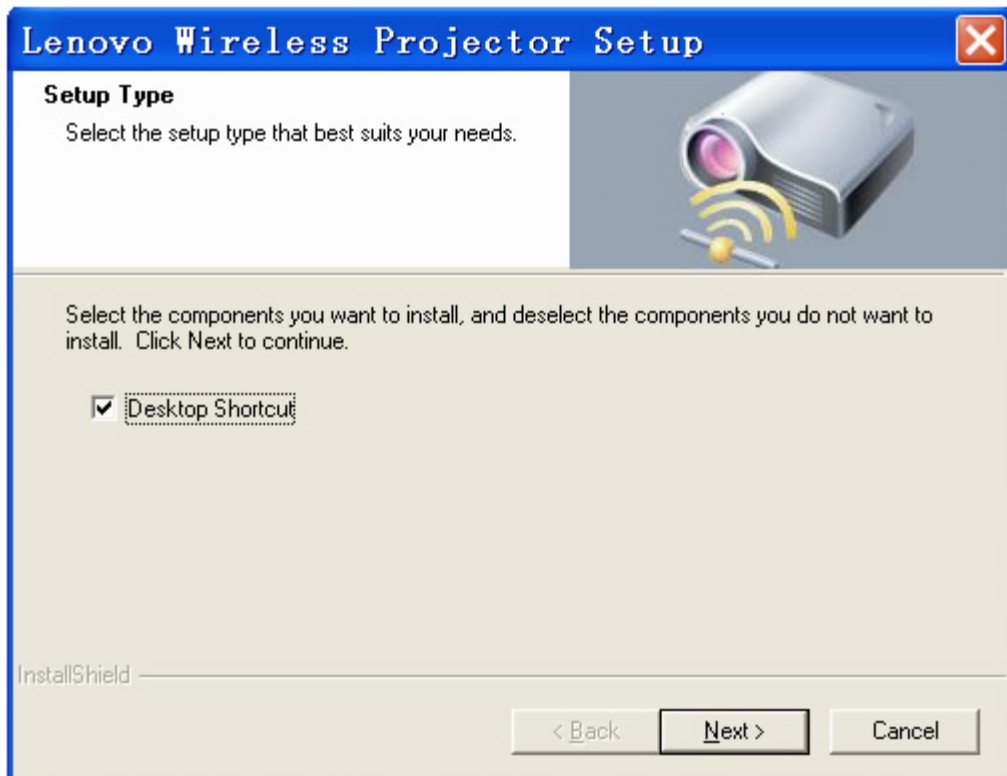 Lenovo Wireless Projector Setup
Setup Type
Select the setup type that best suits your needs.
Select the components you want to install, and deselect the components you do not want to
install. Click Next to continue.
Desktop Shortcut
InstallShield
< Back
Next >
Cancel